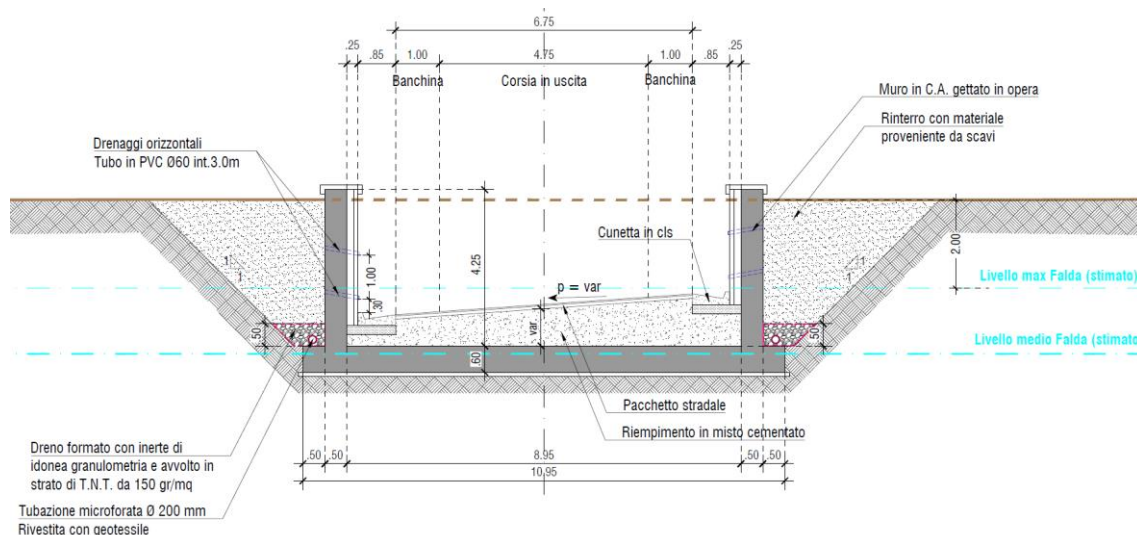 6.75
.25 .85 1.00 4.75 1.00 .85 .25
Banchina Corsia in uscita Banchina
Muro in C.A. gettato in opera
Rinterro con materiale
proveniente da scavi
Drenaggi orizzontali
Tubo in PVC Ø60 int.3.0m
Cunetta in cls
2.00
4.25
1.00
.30
1
1
1
1
p = var
var
Livello max Falda (stimato)
.50
.50
Livello medio Falda (stimato
.60
Pacchetto stradale
Riempimento in misto cementato
Dreno formato con inerte di
idonea granulometria e avvolto in
strato di T.N.T. da 150 gr/mq
.50 .50 8.95 .50 .50
10.95
Tubazione microforata Ø 200 mm
Rivestita con geotessile